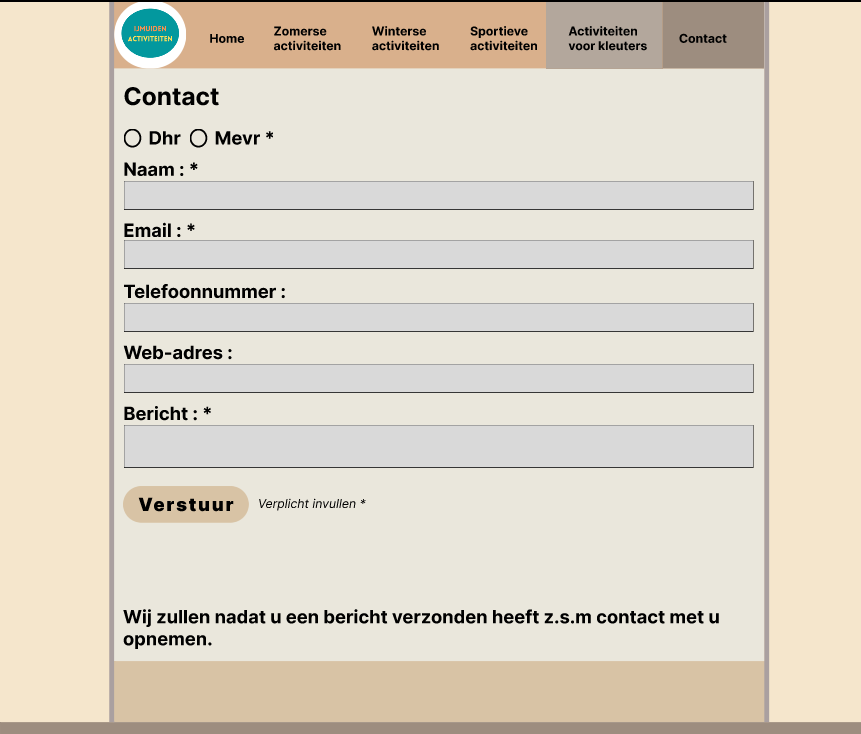 IJMUIDEN
ACTIVITEITEN
Home
Zomerse
activiteiten
Winterse
activiteiten
Sportieve
activiteiten
Activiteiten
voor kleuters
Contact
Contact
Dhr Mevr *
Naam : *
Email : *
Telefoonnummer :
Web-adres :
Bericht : *
Verstuur Verplicht invullen *
Wij zullen nadat u een bericht verzonden heeft z.s.m contact met u
opnemen.